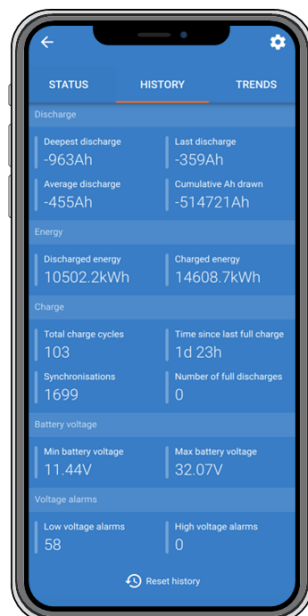 STATUS HISTORY TRENDS
Discharge
Deepest discharge Last discharge
-963Ah -359Ah
Average discharge Cumulative Ah drawn
-455Ah -514721Ah
Energy
Discharged energy Charged energy
10502.2kWh 14608.7kWh
Charge
Total charge cycles Time since last full charge
103 1d 23h
Synchronisations Number of full discharges
1699 0
Battery voltage
Min battery voltage Max battery voltage
11.44V 32.07V
Voltage alarms
Low voltage alarms High voltage alarms
58 0
Reset history